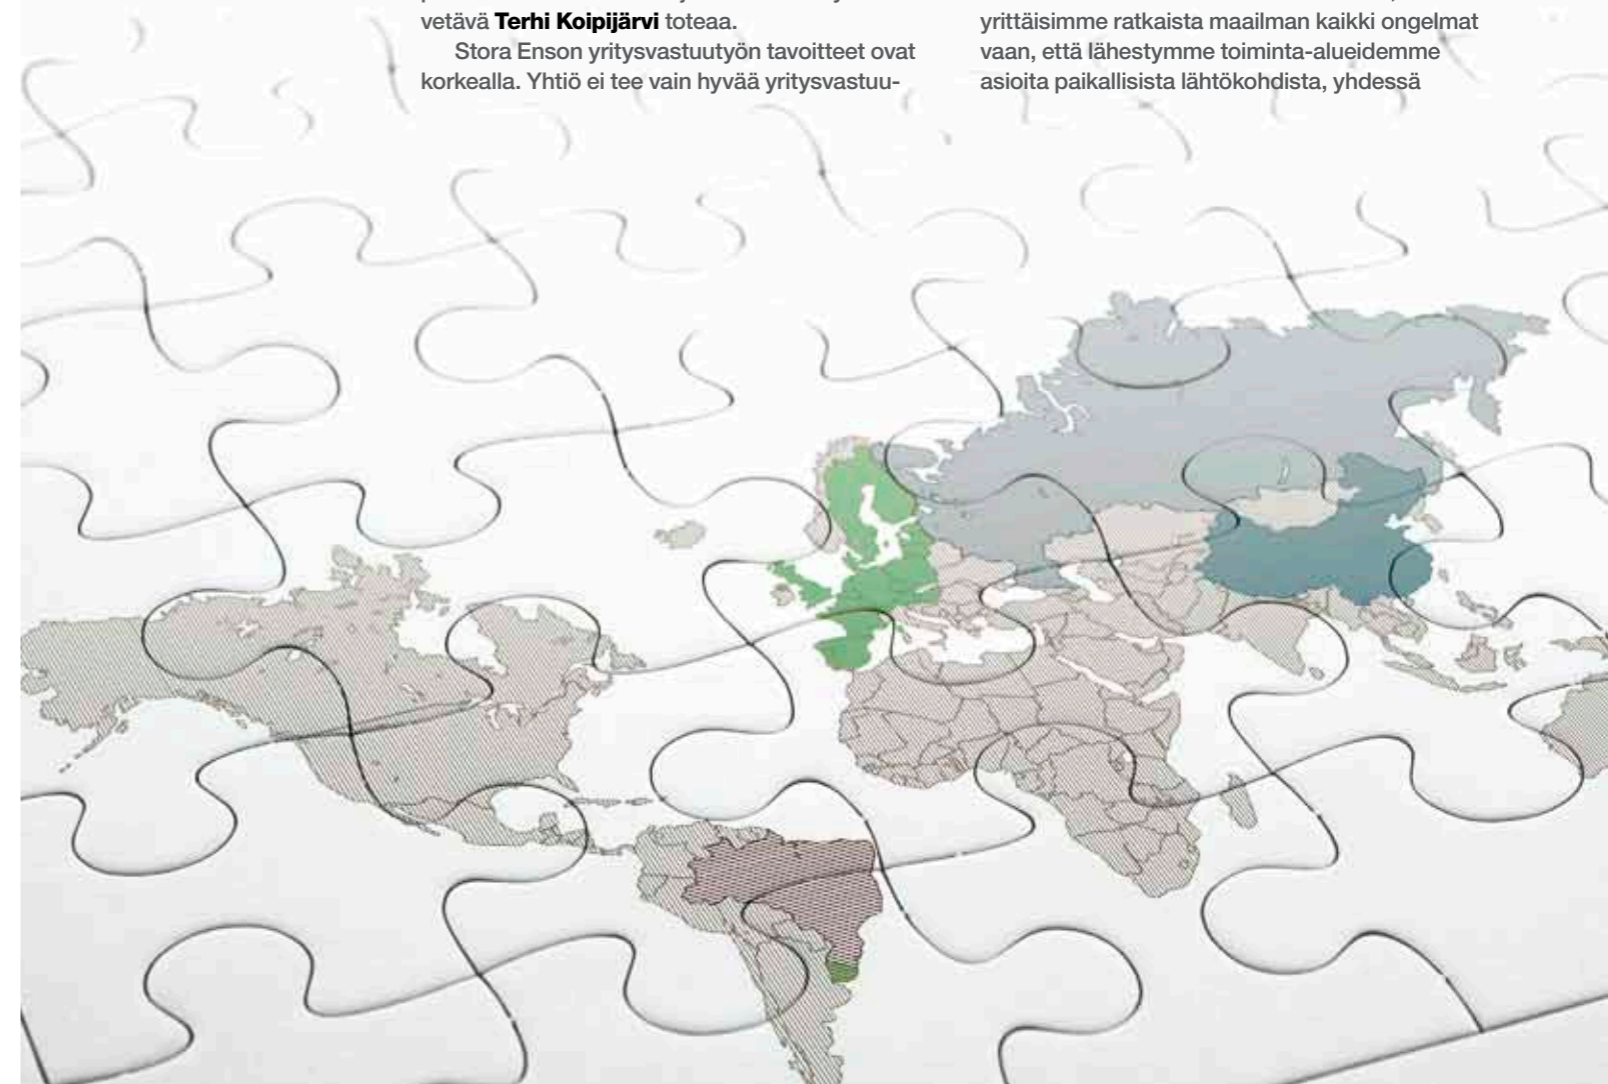 vetävä Terhi Koipijärvi toteaa.
Stora Enson yritysvastuutyön tavoitteet ovat
korkealla. Yhtiö ei tee vain hyvää yritysvastuu-
yrittäisimme ratkaista maailman kaikki ongelmat
vaan, että lähestymme toiminta-alueidemme
asioita paikallisista lähtökohdista, yhdessä